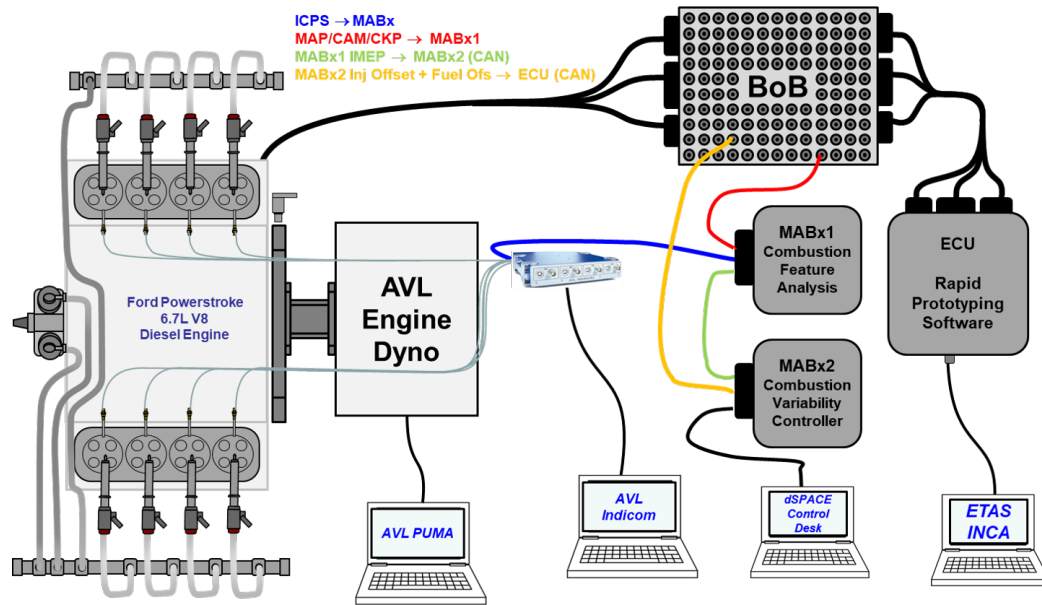 ICPS → MABx
MAP/CAM/CKP → MABx1
MABx1 IMEP → MABx2 (CAN)
MABx2 Inj Offset + Fuel Ofs → ECU (CAN)
BoB
Ford Powerstroke
6.7L V8
Diesel Engine
AVL
Engine
Dyno
MABx1
Combustion
Feature
Analysis
ECU
Rapid
Prototyping
Software
MABx2
Combustion
Variability
Controller
AVL PUMA
AVL
Indicom
dSPACE
Control
Desk
ETAS
INCA